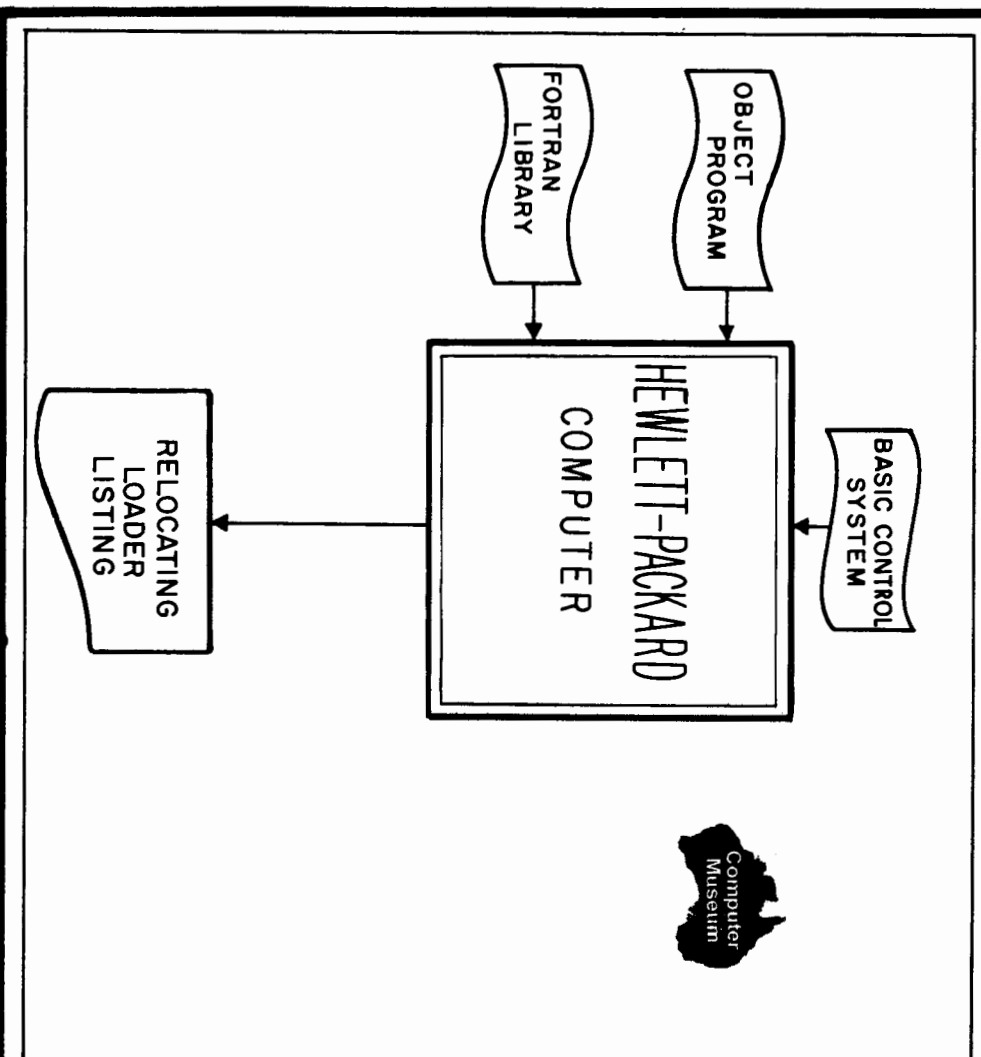 BASIC CONTROL
SYSTEM
OBJECT
PROGRAM
FORTRAN
LIBRARY
HEWLETT-PACKARD
COMPUTER
RELOCATING
LOADER
LISTING
Computer
Museum